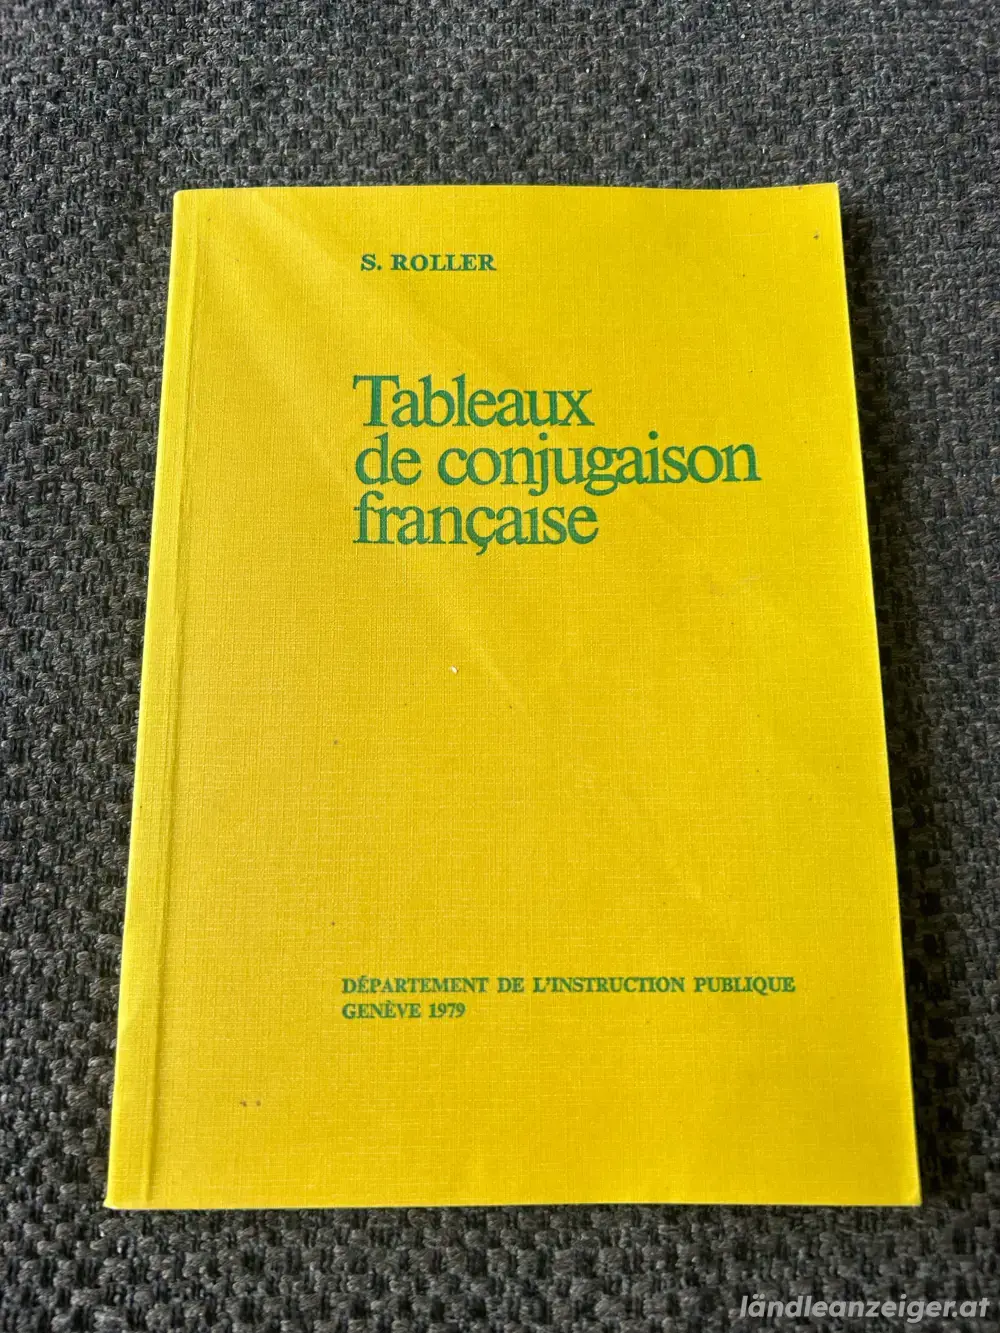 S. ROLLER
Tableaux
de conjugaison
française
DÉPARTEMENT DE L'INSTRUCTION PUBLIQUE
GENÈVE 1979
ländleanzeiger.at